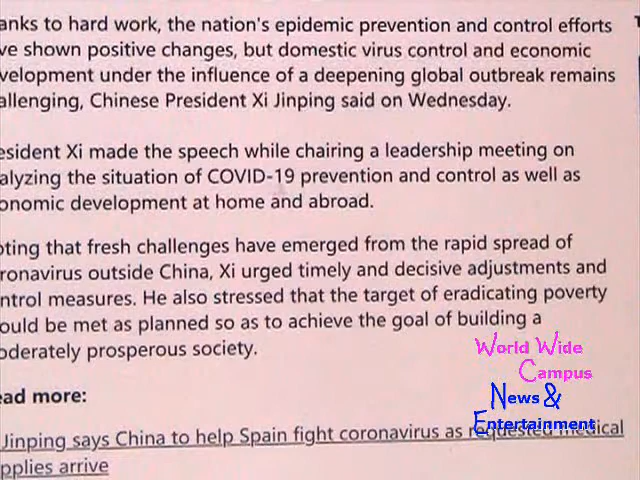 anks to hard work, the nation's epidemic prevention and control efforts
ve shown positive changes, but domestic virus control and economic
velopment under the influence of a deepening global outbreak remains
allenging, Chinese President Xi Jinping said on Wednesday.
esident Xi made the speech while chairing a leadership meeting on
alyzing the situation of COVID-19 prevention and control as well as
onomic development at home and abroad.
oting that fresh challenges have emerged from the rapid spread of
ronavirus outside China, Xi urged timely and decisive adjustments and
ntrol measures. He also stressed that the target of eradicating poverty
ould be met as planned so as to achieve the goal of building a
oderately prosperous society.
World Wide
Campus
News &
Entertainment
ead more:
Jinping says China to help Spain fight coronavirus as requested medical
pplies arrive